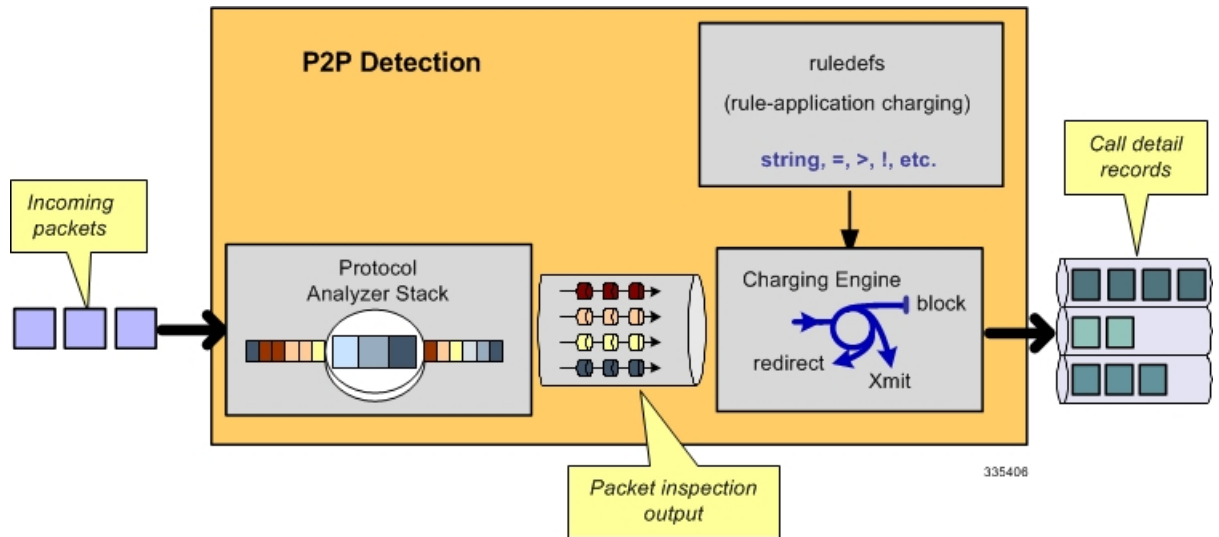 P2P Detection
ruledefs
(rule-application charging)
string, =, >, !, etc.
Call detail
records
Incoming
packets
Protocol
Analyzer Stack
Charging Engine
block
redirect
Xmit
335406
Packet inspection
output